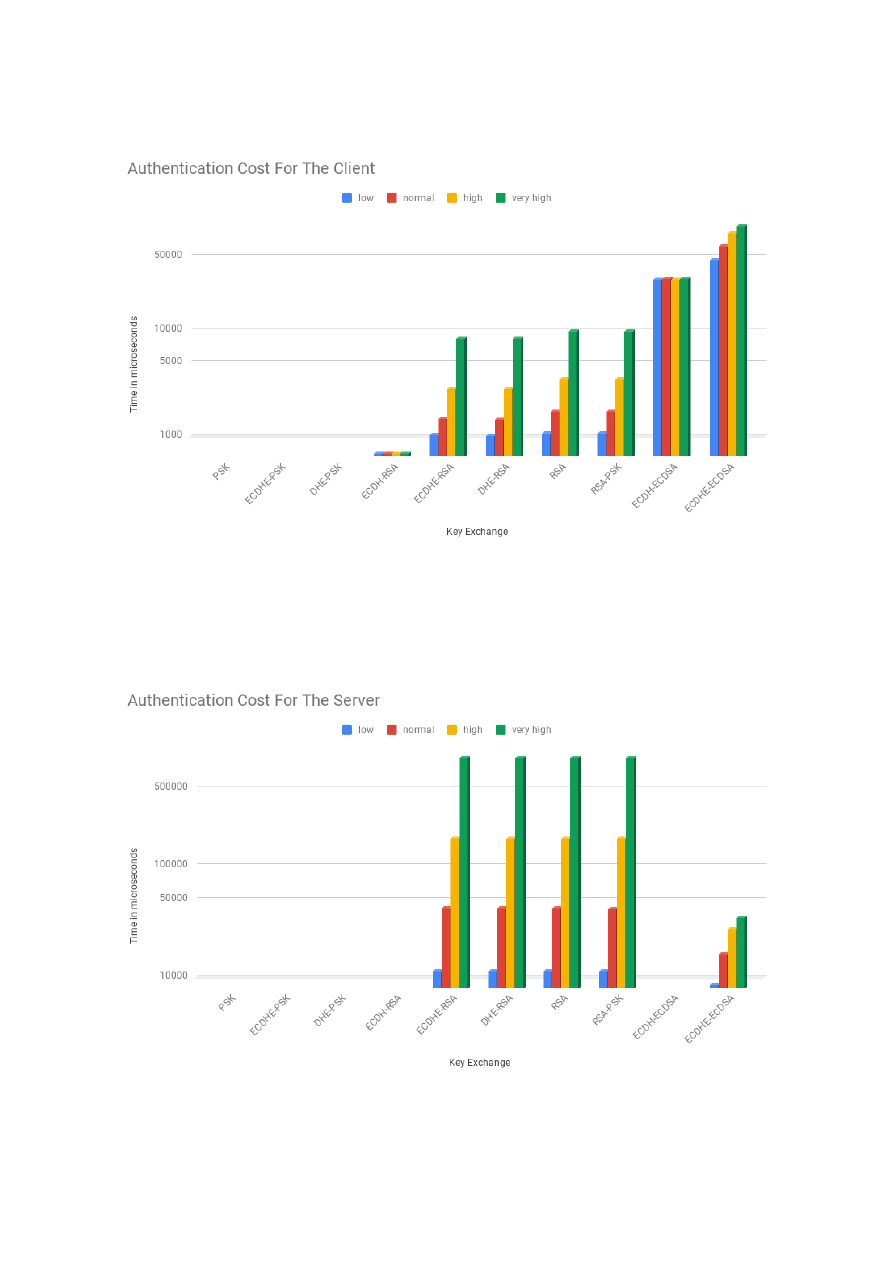 Authentication Cost For The Client
low normal high very high
50000
10000
5000
1000
Time in microseconds
PSK ECDHE-PSK DHE-PSK ECDH-RSA ECDHE-RSA DHE-RSA RSA RSA-PSK ECDH-ECDSA ECDHE-ECDSA
Key Exchange
Authentication Cost For The Server
low normal high very high
500000
100000
50000
10000
Time in microseconds
PSK ECDHE-PSK DHE-PSK ECDH-RSA ECDHE-RSA DHE-RSA RSA RSA-PSK ECDH-ECDSA ECDHE-ECDSA
Key Exchange